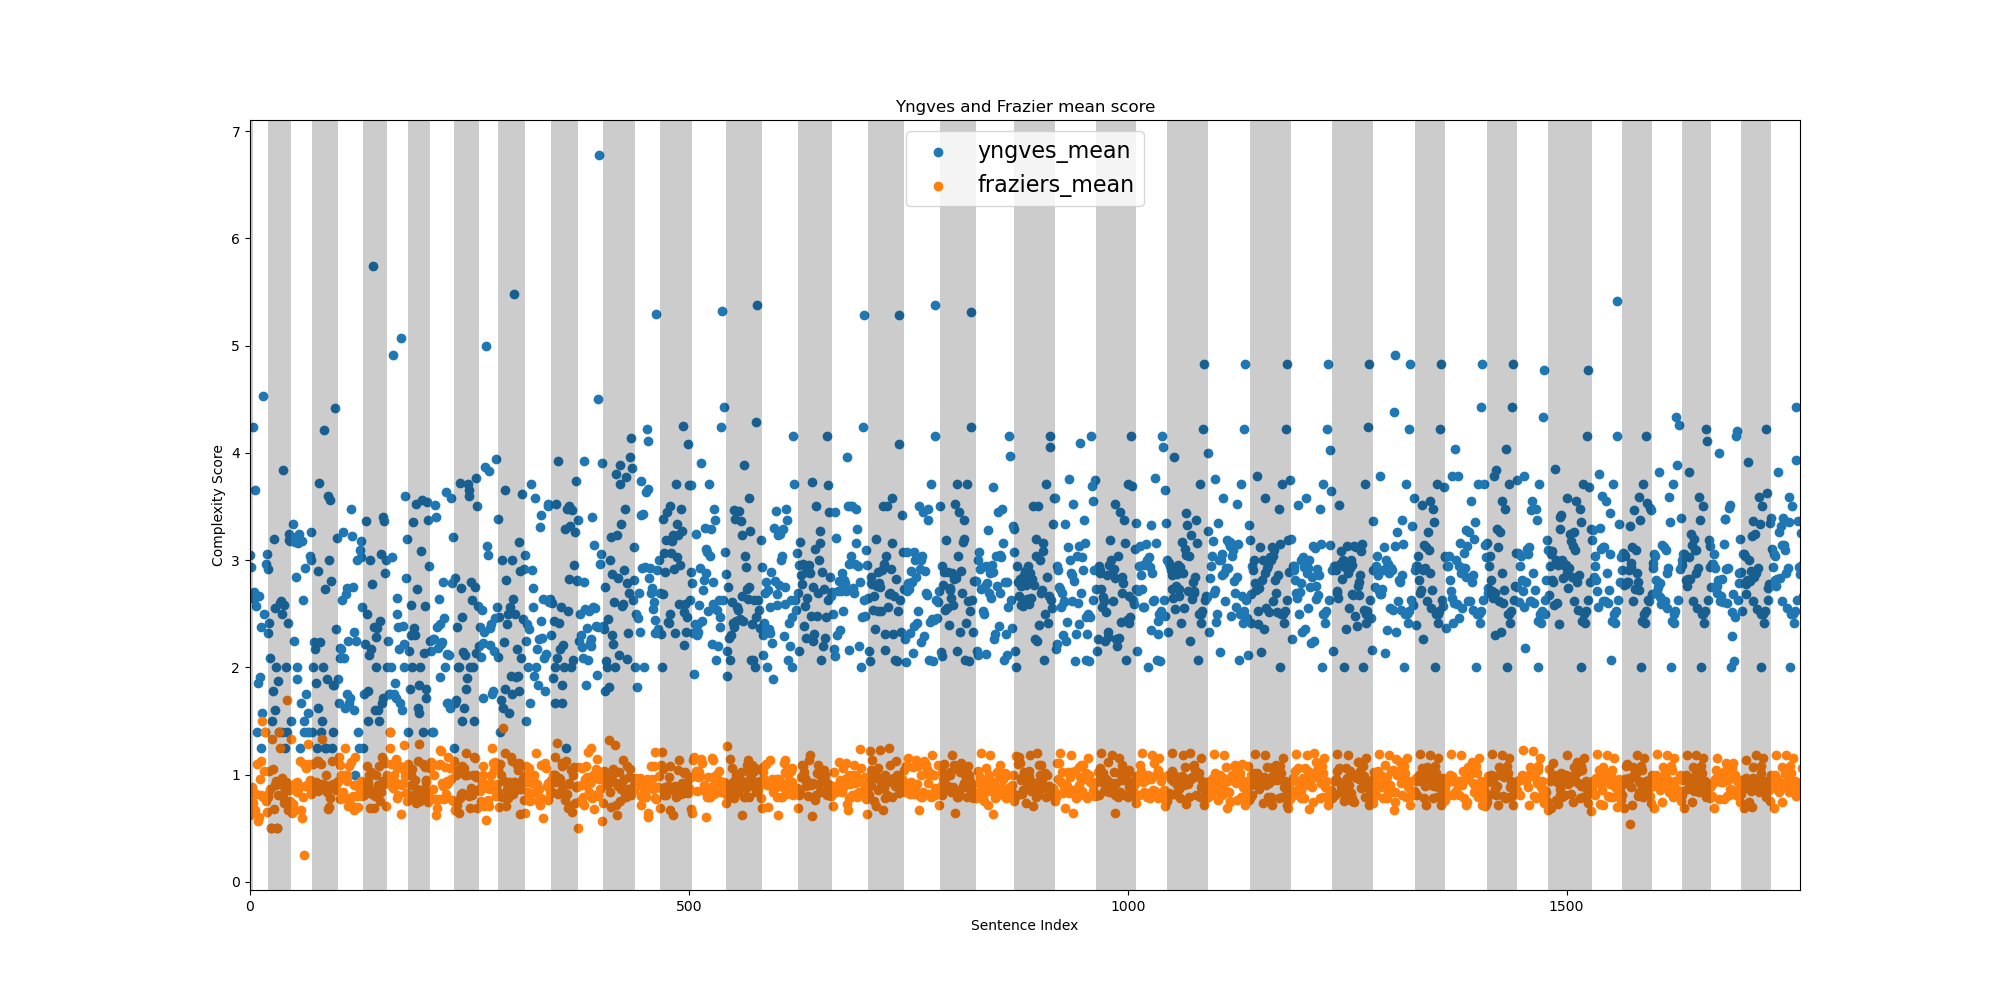 Yngves and Frazier mean score
yngves_mean
fraziers_mean
Complexity Score
7
6
5
4
3
2
1
0
0 500 1000 1500
Sentence Index